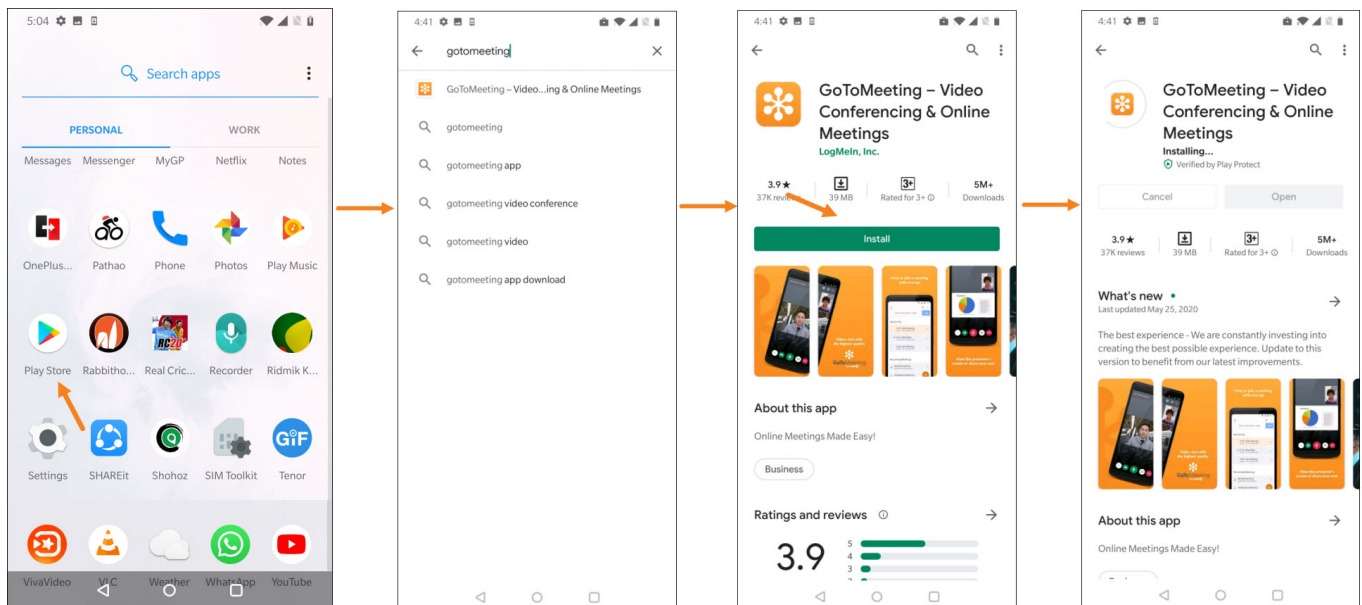 5:04
Search apps
PERSONAL WORK
Messages Messenger MyGP Netflix Notes
OnePlus... Pathao Phone Photos Play Music
RC20
Play Store Rabbitho... Real Cric... Recorder Ridmik K...
GIF
Settings SHAREit Shohoz SIM Toolkit Tenor
VivaVideo VLC Weather WhatsApp YouTube
4:41
gotomeeting
GoToMeeting – Video...ing & Online Meetings
gotomeeting
gotomeeting app
gotomeeting video conference
gotomeeting video
gotomeeting app download
4:41
GoToMeeting – Video
Conferencing & Online
Meetings
LogMeIn, Inc.
3.9★ 3+ 5M+
37K reviews 39 MB Rated for 3+ Downloads
Install
About this app
Online Meetings Made Easy!
Business
Ratings and reviews
3.9
5
4
3
4:41
GoToMeeting – Video
Conferencing & Online
Meetings
Installing...
Verified by Play Protect
Cancel Open
3.9★ 3+ 5M+
37K reviews 39 MB Rated for 3+ Downloads
What's new
Last updated May 25, 2020
The best experience - We are constantly investing into
creating the best possible experience. Update to this
version to benefit from our latest improvements.
About this app
Online Meetings Made Easy!